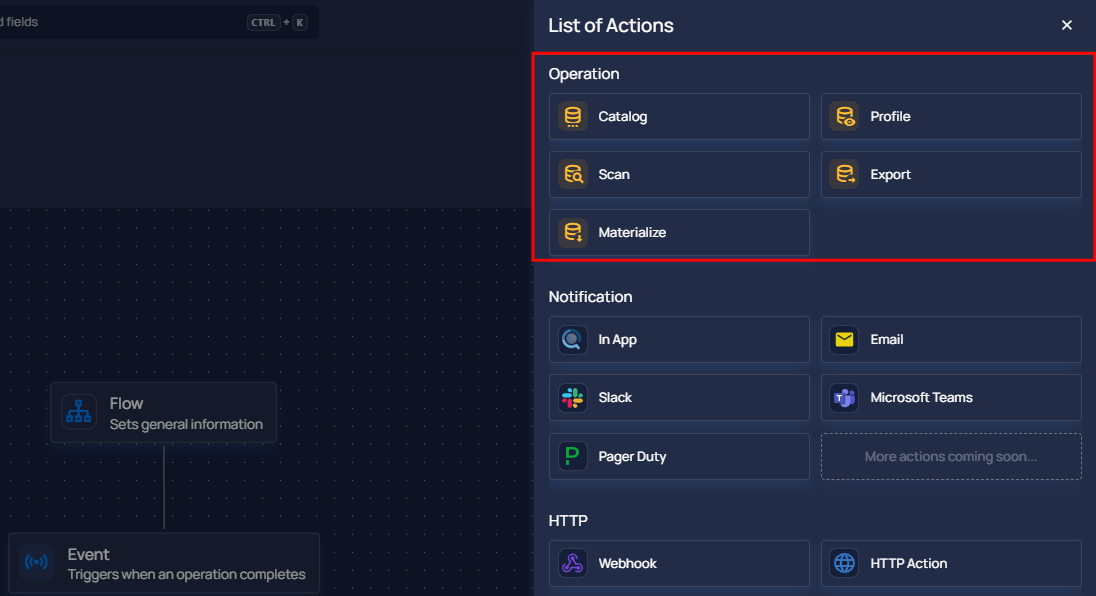 d fields
CTRL + K
List of Actions
Operation
Catalog
Profile
Scan
Export
Materialize
Notification
In App
Email
Slack
Microsoft Teams
Pager Duty
More actions coming soon...
HTTP
Webhook
HTTP Action
Flow
Sets general information
Event
Triggers when an operation completes